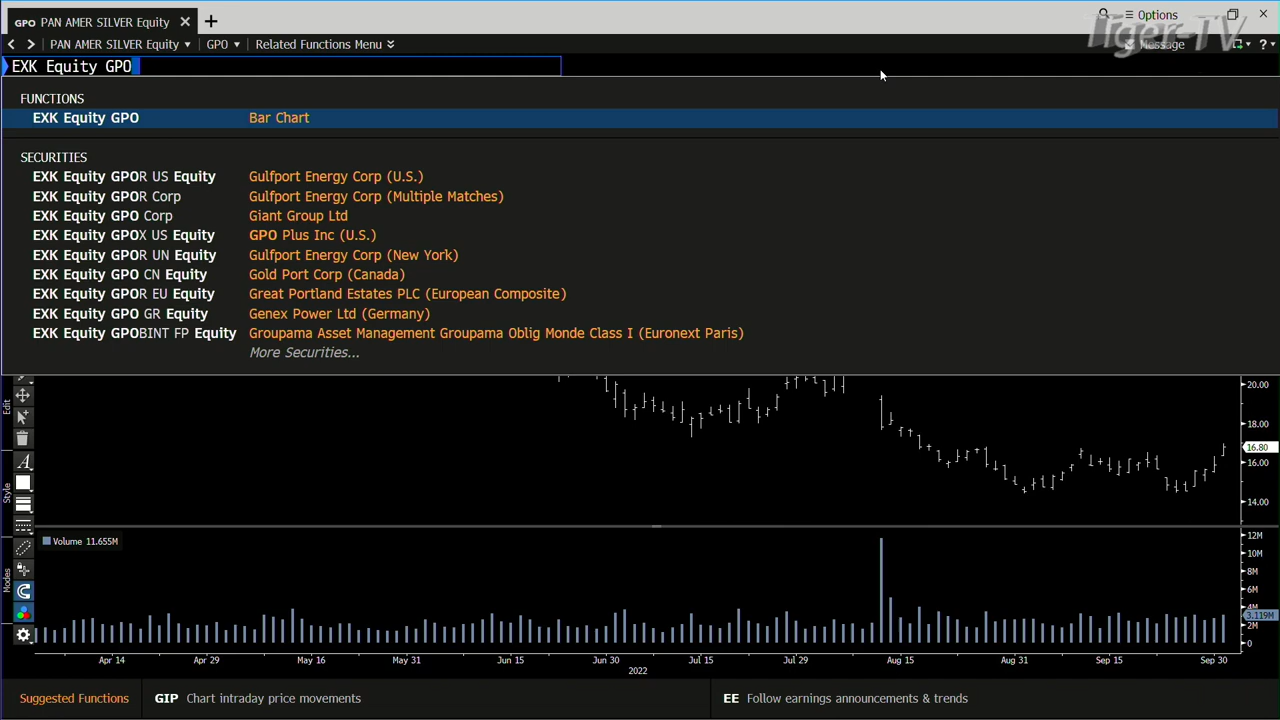 GPO PAN AMER SILVER Equity
Options
PAN AMER SILVER Equity GPO Related Functions Menu
Message
Tiger-TV
EXK Equity GPO
FUNCTIONS
EXK Equity GPO Bar Chart
SECURITIES
EXK Equity GPOR US Equity Gulfport Energy Corp (U.S.)
EXK Equity GPOR Corp Gulfport Energy Corp (Multiple Matches)
EXK Equity GPO Corp Giant Group Ltd
EXK Equity GPOX US Equity GPO Plus Inc (U.S.)
EXK Equity GPOR UN Equity Gulfport Energy Corp (New York)
EXK Equity GPO CN Equity Gold Port Corp (Canada)
EXK Equity GPOR EU Equity Great Portland Estates PLC (European Composite)
EXK Equity GPO GR Equity Genex Power Ltd (Germany)
EXK Equity GPOBINT FP Equity Groupama Asset Management Groupama Oblig Monde Class I (Euronext Paris)
More Securities...
Edit
Style
Modes
20.00
18.00
16.80
16.00
14.00
Volume 11.655M
12M
10M
8M
6M
4M
3.119M
2M
0
Apr 14 Apr 29 May 16 May 31 Jun 15 Jun 30 Jul 15 Jul 29 Aug 15 Aug 31 Sep 15 Sep 30
2022
Suggested Functions GIP Chart intraday price movements EE Follow earnings announcements & trends